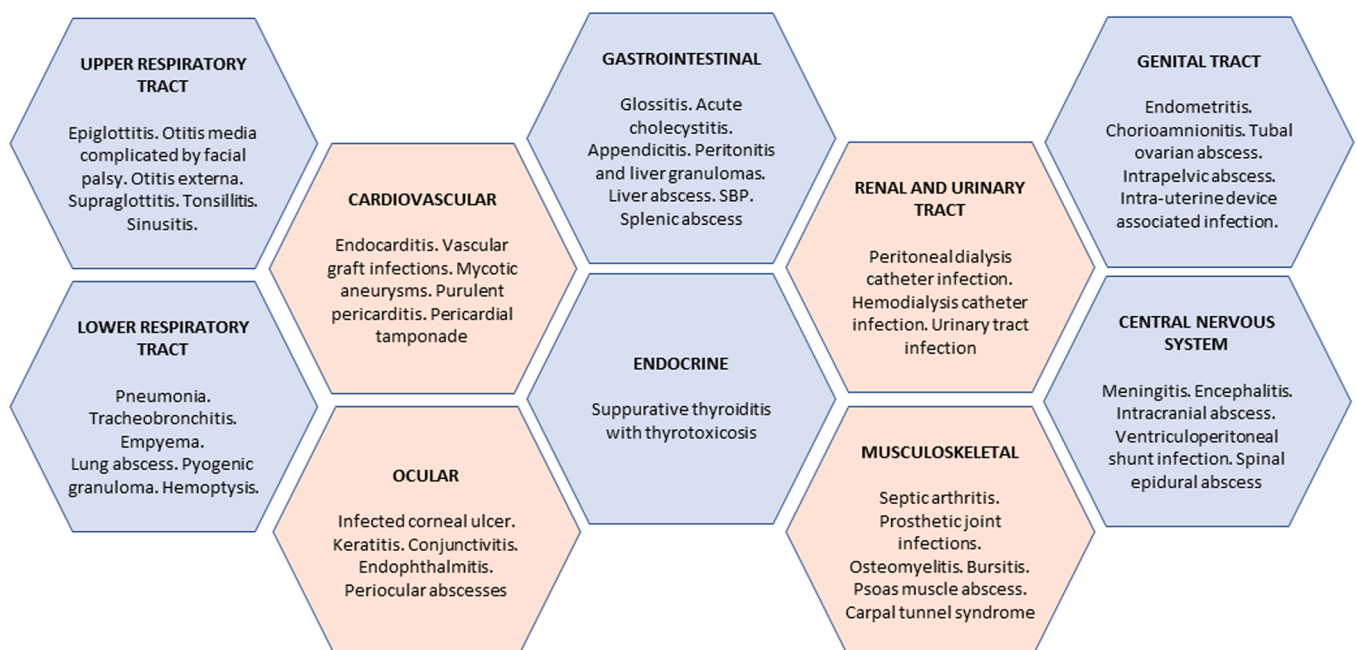 UPPER RESPIRATORY
TRACT
Epiglottitis. Otitis media
complicated by facial
palsy. Otitis externa.
Supraglottitis. Tonsillitis.
Sinusitis.
CARDIOVASCULAR
Endocarditis. Vascular
graft infections. Mycotic
aneurysms. Purulent
pericarditis. Pericardial
tamponade
GASTROINTESTINAL
Glossitis. Acute
cholecystitis.
Appendicitis. Peritonitis
and liver granulomas.
Liver abscess. SBP.
Splenic abscess
RENAL AND URINARY
TRACT
Peritoneal dialysis
catheter infection.
Hemodialysis catheter
infection. Urinary tract
infection
GENITAL TRACT
Endometritis.
Chorioamnionitis. Tubal
ovarian abscess.
Intrapelvic abscess.
Intra-uterine device
associated infection.
LOWER RESPIRATORY
TRACT
Pneumonia.
Tracheobronchitis.
Empyema.
Lung abscess. Pyogenic
granuloma. Hemoptysis.
OCULAR
Infected corneal ulcer.
Keratitis. Conjunctivitis.
Endophthalmitis.
Periocular abscesses
ENDOCRINE
Suppurative thyroiditis
with thyrotoxicosis
MUSCULOSKELETAL
Septic arthritis.
Prosthetic joint
infections.
Osteomyelitis. Bursitis.
Psoas muscle abscess.
Carpal tunnel syndrome
CENTRAL NERVOUS
SYSTEM
Meningitis. Encephalitis.
Intracranial abscess.
Ventriculoperitoneal
shunt infection. Spinal
epidural abscess